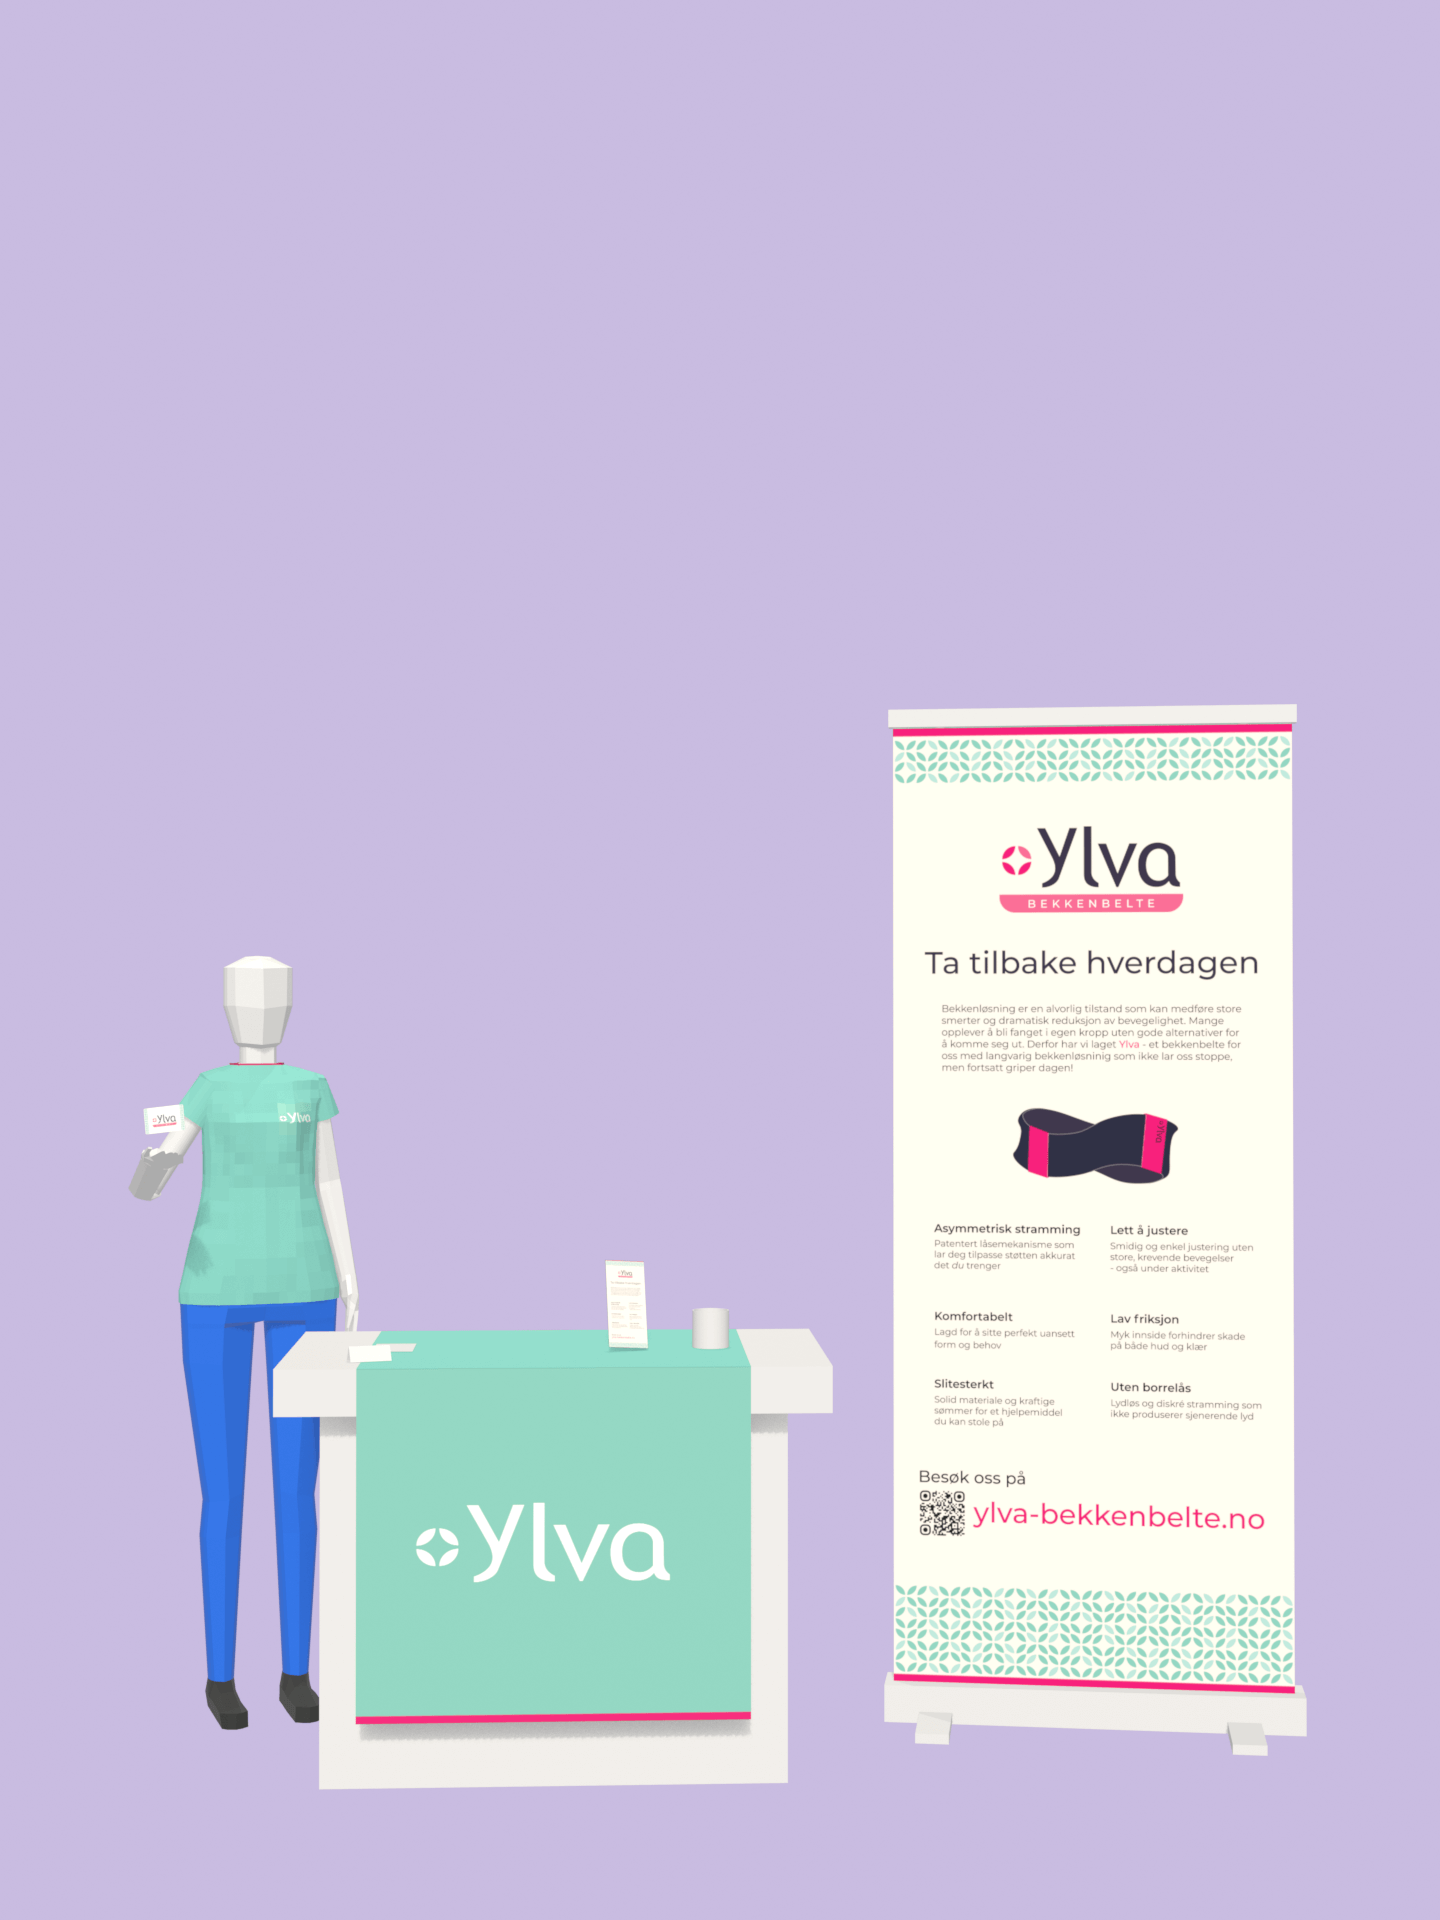 Ylva
BEKKENBELTE
Ta tilbake hverdagen
Bekkenløsning er en alvorlig tilstand som kan medføre store
smerter og dramatisk reduksjon av bevegelighet. Mange
opplever å bli fanget i egen kropp uten gode alternativer for
å komme seg ut. Derfor har vi laget Ylva - et bekkenbelte for
oss med langvarig bekkenløsninig som ikke lar oss stoppe,
men fortsatt griper dagen!
Ylva
Asymmetrisk stramming
Patentert låsemekanisme som
lar deg tilpasse støtten akkurat
det du trenger
Lett å justere
Smidig og enkel justering uten
store, krevende bevegelser
- også under aktivitet
Komfortabelt
Lagd for å sitte perfekt uansett
form og behov
Lav friksjon
Myk innside forhindrer skade
på både hud og klær
Slitesterkt
Solid materiale og kraftige
sømmer for et hjelpemiddel
du kan stole på
Uten borrelås
Lydløs og diskré stramming som
ikke produserer sjenerende lyd
Besøk oss på
ylva-bekkenbelte.no
Ylva
Ylva
Ylva
Ylva